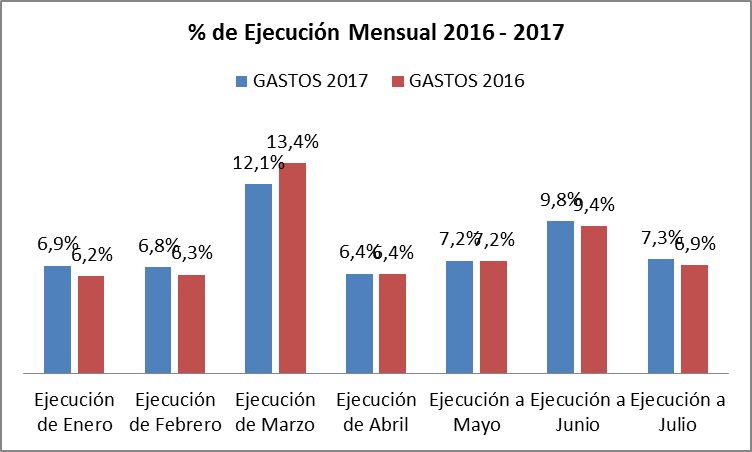 % de Ejecución Mensual 2016 - 2017
GASTOS 2017 GASTOS 2016
6,9% 6,2% 6,8% 6,3% 12,1% 13,4% 6,4% 6,4% 7,2% 7,2% 9,8% 9,4% 7,3% 6,9%
Ejecución de Enero
Ejecución de Febrero
Ejecución de Marzo
Ejecución de Abril
Ejecución a Mayo
Ejecución a Junio
Ejecución a Julio